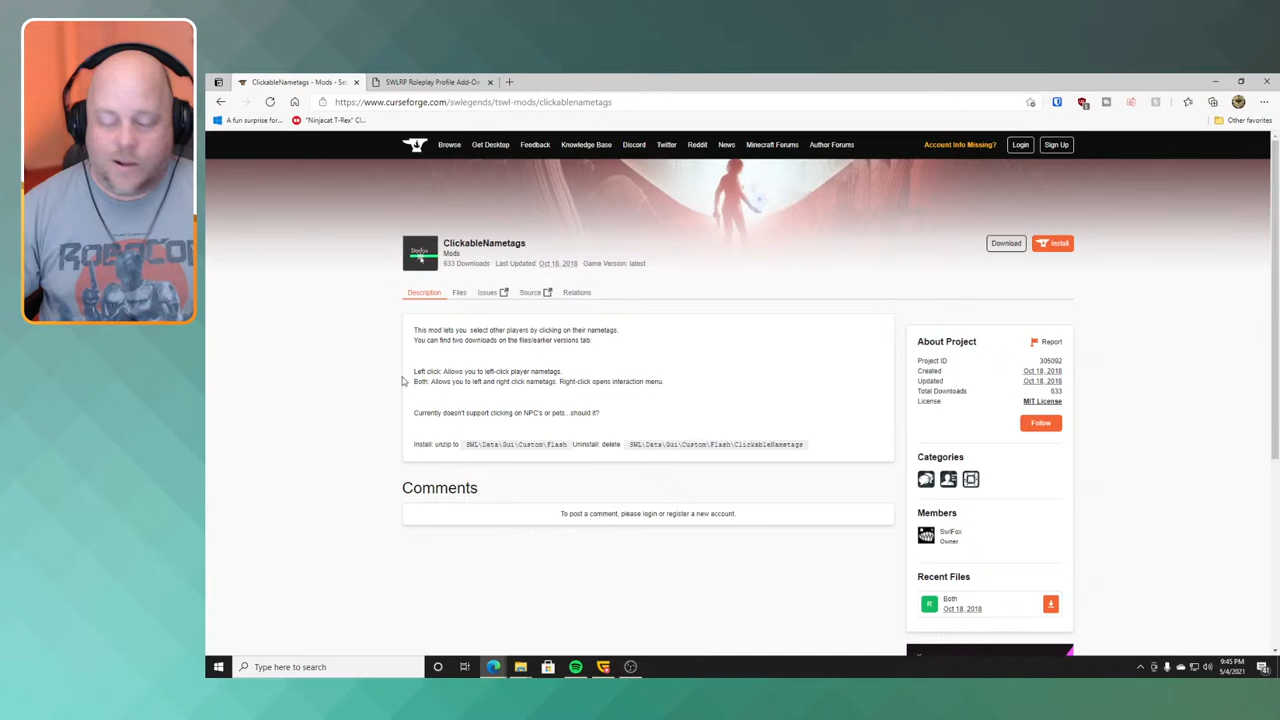 ClickableNametags - Mods - Sec
SWLRP Roleplay Profile Add-On
https://www.curseforge.com/swlegends/tswl-mods/clickablenametags
A fun surprise for...
"Ninjacat T-Rex" Cl...
Other favorites
Browse Get Desktop Feedback Knowledge Base Discord Twitter Reddit News Minecraft Forums Author Forums
Account Info Missing? Login Sign Up
ClickableNametags
Mods
633 Downloads Last Updated: Oct 18, 2018 Game Version: latest
Download Install
Description Files Issues Source Relations
This mod lets you select other players by clicking on their nametags.
You can find two downloads on the files/earlier versions tab:
Left click: Allows you to left-click player nametags.
Both: Allows you to left and right click nametags. Right-click opens interaction menu.
Currently doesn't support clicking on NPC's or pets...should it?
Install: unzip to SWL\Data\Gui\Custom\Flash Uninstall: delete SWL\Data\Gui\Custom\Flash\ClickableNametags
Comments
To post a comment, please login or register a new account.
About Project
Report
Project ID 305092
Created Oct 18, 2018
Updated Oct 18, 2018
Total Downloads 633
License MIT License
Follow
Categories
Members
SwlFox
Owner
Recent Files
R
Both
Oct 18, 2018
Type here to search
9:45 PM
5/4/2021
ROBOCOP